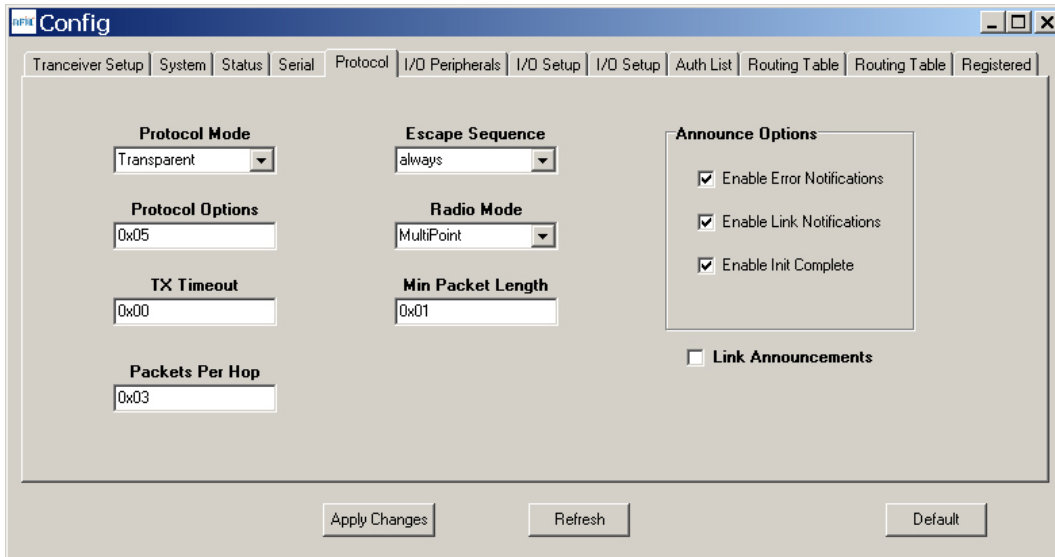 Config
Tranceiver Setup System Status Serial Protocol I/O Peripherals I/O Setup I/O Setup Auth List Routing Table Routing Table Registered
Protocol Mode
Transparent
Protocol Options
0x05
TX Timeout
0x00
Packets Per Hop
0x03
Escape Sequence
always
Radio Mode
MultiPoint
Min Packet Length
0x01
Announce Options
Enable Error Notifications
Enable Link Notifications
Enable Init Complete
Link Announcements
Apply Changes Refresh Default